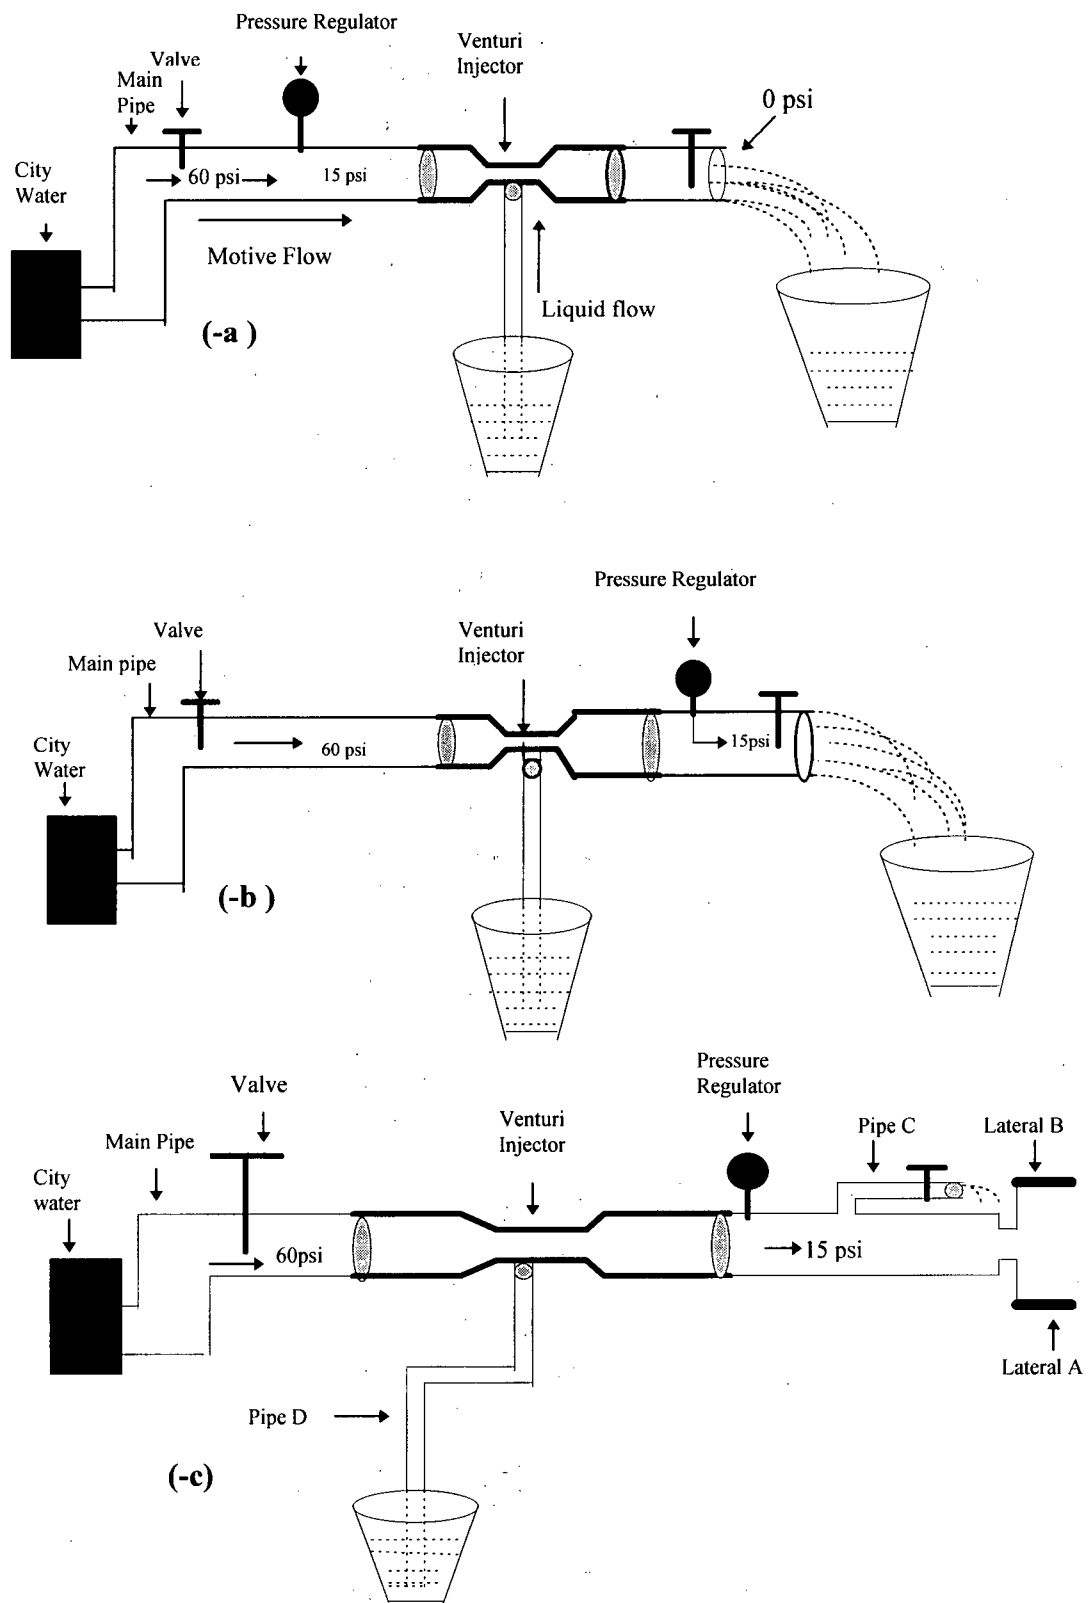 Pressure Regulator
Venturi
Injector
Valve
Main
Pipe
0 psi
City
Water
60 psi
15 psi
Motive Flow
Liquid flow
(-a )
Pressure Regulator
Valve
Venturi
Injector
Main pipe
City
Water
60 psi
15psi
(-b )
Pressure
Regulator
Valve
Venturi
Injector
Main Pipe
Pipe C
Lateral B
City
water
60psi
15 psi
Lateral A
Pipe D
(-c)